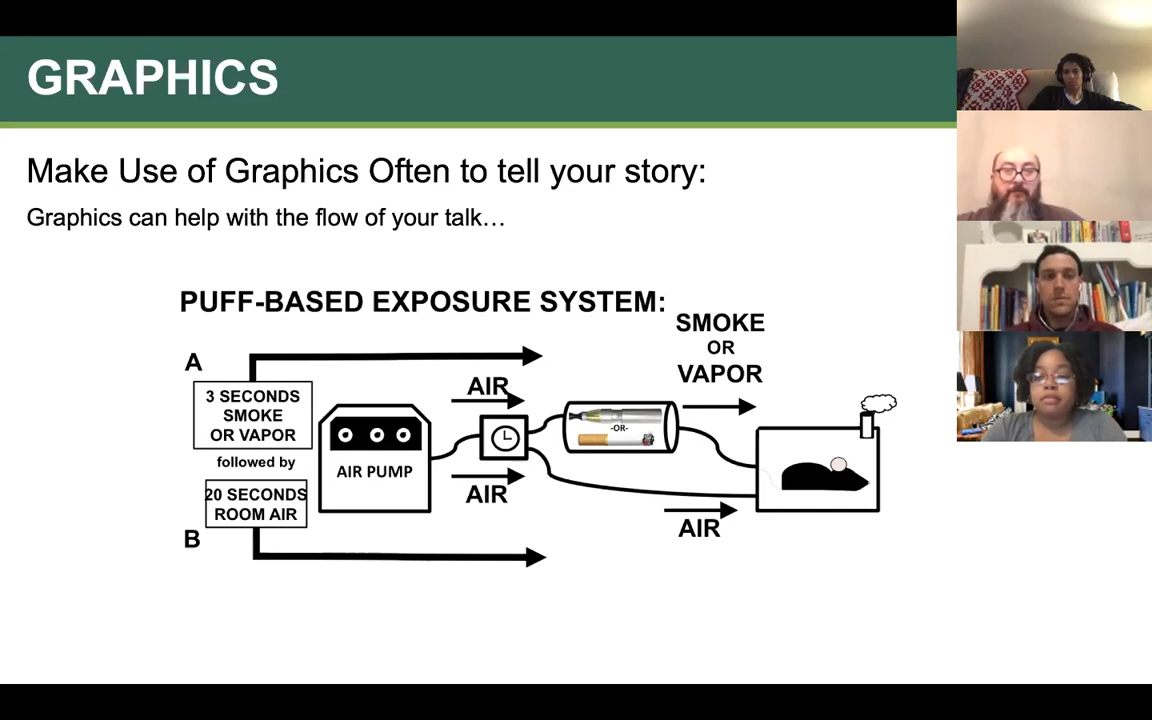 GRAPHICS
Make Use of Graphics Often to tell your story:
Graphics can help with the flow of your talk…
PUFF-BASED EXPOSURE SYSTEM:
SMOKE
OR
VAPOR
A
3 SECONDS
SMOKE
OR VAPOR
followed by
20 SECONDS
ROOM AIR
B
AIR PUMP
AIR
AIR
-OR-
AIR